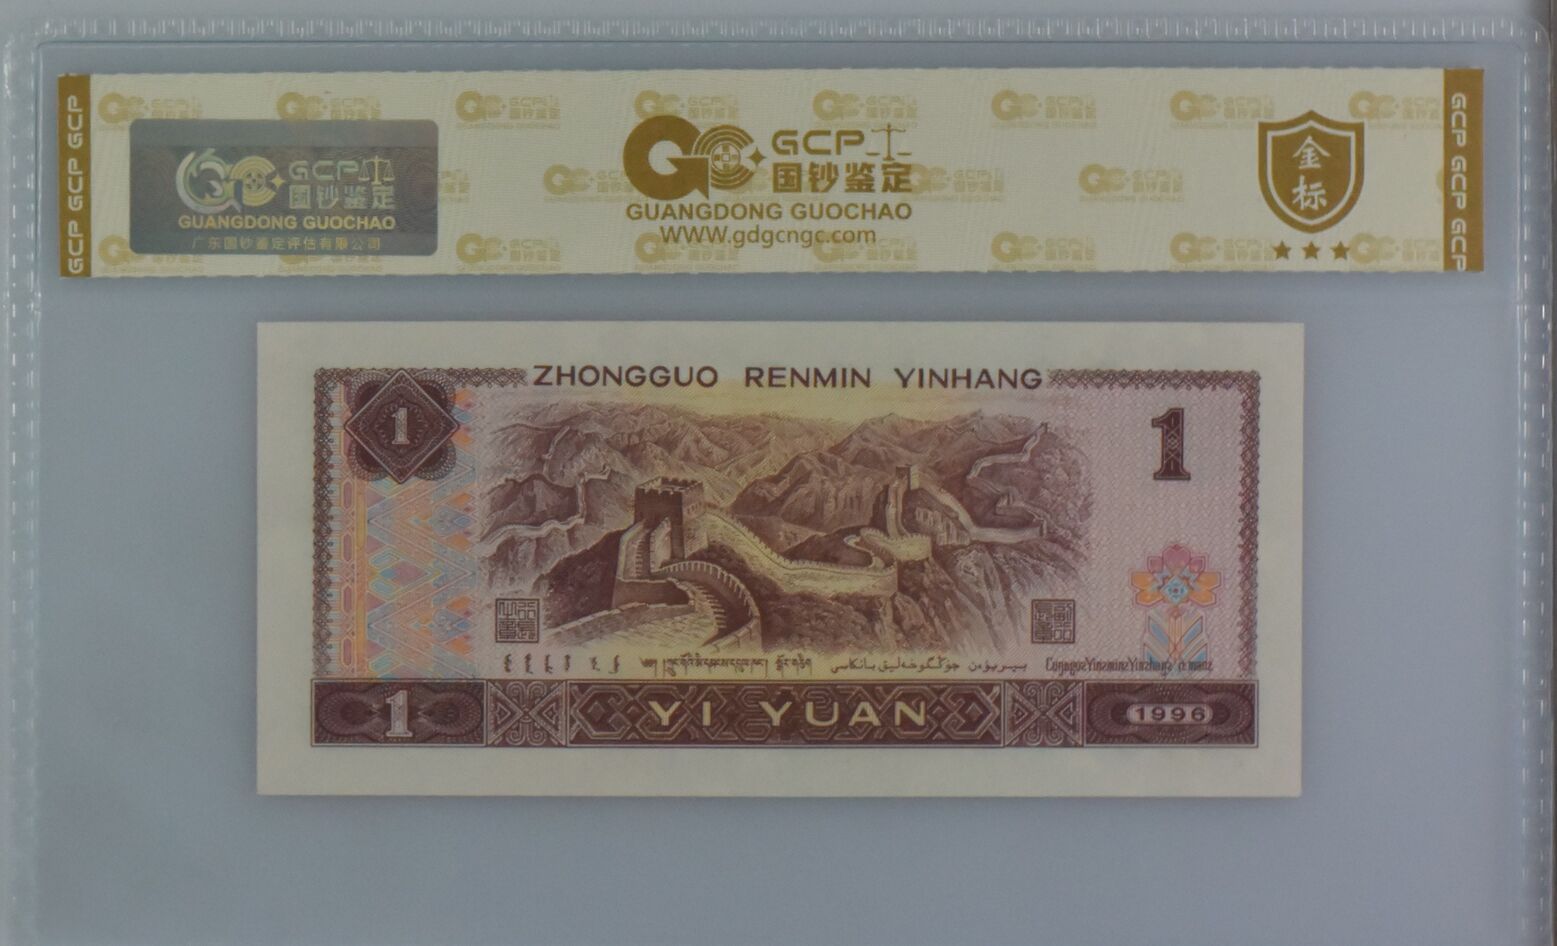 GCP GCP GCP
GCP
国钞鉴定
GUANGDONG GUOCHAO
广东国钞鉴定评估有限公司
GCP
国钞鉴定
GUANGDONG GUOCHAO
WWW.gdgcngc.com
金标
GCP GCP GCP
ZHONGGUO RENMIN YINHANG
1
1
1
YI YUAN
1996